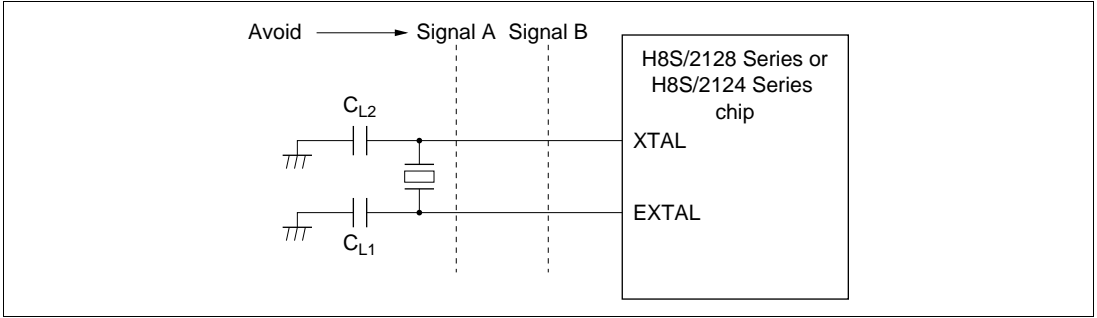 Avoid Signal A Signal B
H8S/2128 Series or
H8S/2124 Series
chip
CL2
XTAL
EXTAL
CL1